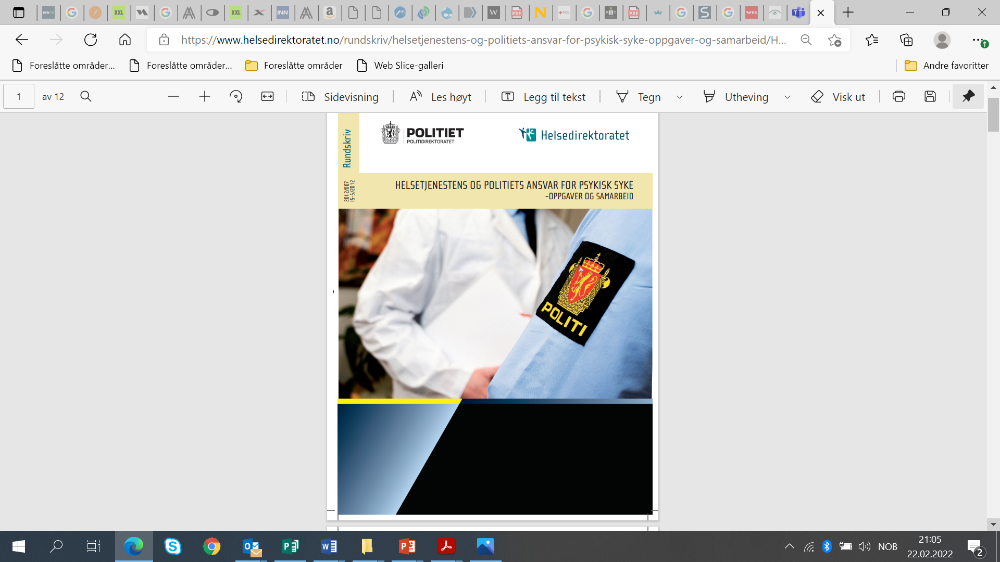 https://www.helsedirektoratet.no/rundskriv/helsetjenestens-og-politiets-ansvar-for-psykisk-syke-oppgaver-og-samarbeid/H...
Foreslåtte områder...
Foreslåtte områder...
Foreslåtte områder
Web Slice-galleri
Andre favoritter
1
av 12
Sidevisning
Les høyt
Legg til tekst
Tegn
Utheving
Visk ut
Rundskriv
POLITIET
POLITIDIREKTORATET
Helsedirektoratet
2012/007
IS-5/2012
HELSETJENESTENS OG POLITIETS ANSVAR FOR PSYKISK SYKE
-OPPGAVER OG SAMARBEID
POLITI
NOB
21:05
22.02.2022
2